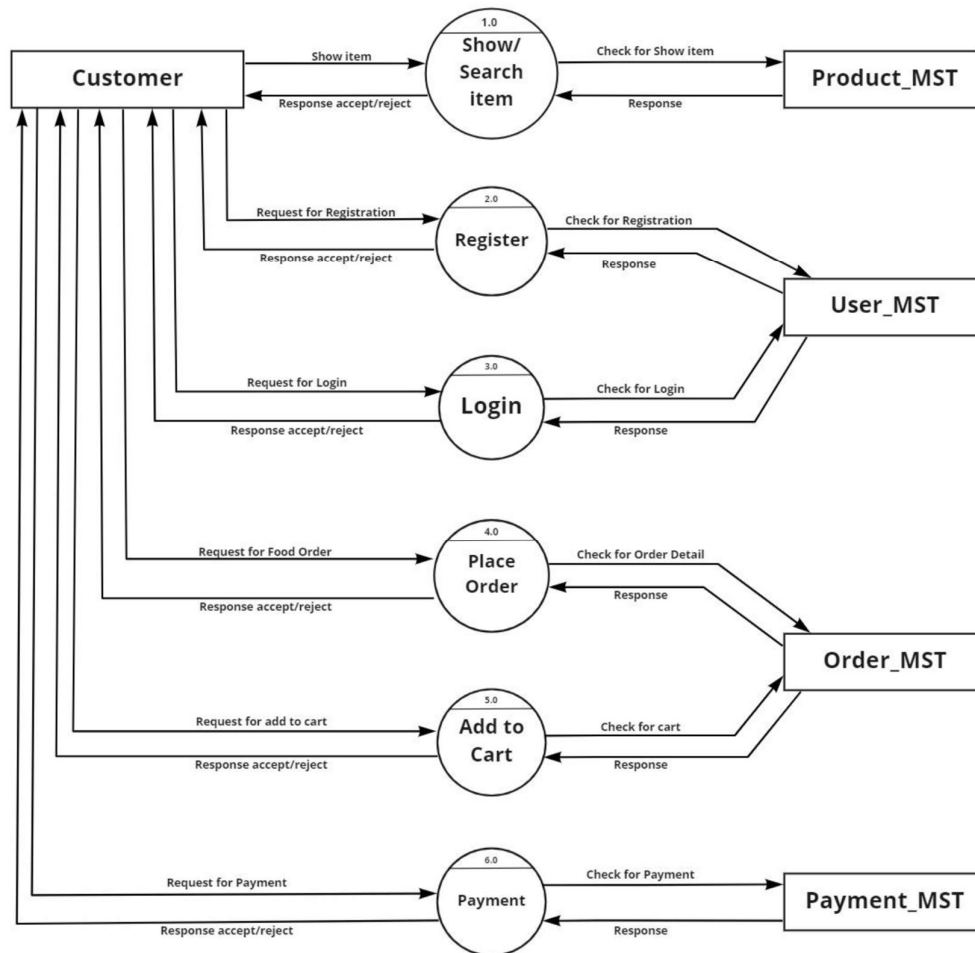 1.0
Customer
Show item
Show/
Search
item
Check for Show item
Product_MST
Response accept/reject
Response
2.0
Request for Registration
Register
Check for Registration
Response accept/reject
Response
User_MST
3.0
Request for Login
Login
Check for Login
Response accept/reject
Response
4.0
Request for Food Order
Place
Order
Check for Order Detail
Response accept/reject
Response
Order_MST
5.0
Request for add to cart
Add to
Cart
Check for cart
Response accept/reject
Response
6.0
Request for Payment
Payment
Check for Payment
Payment_MST
Response accept/reject
Response